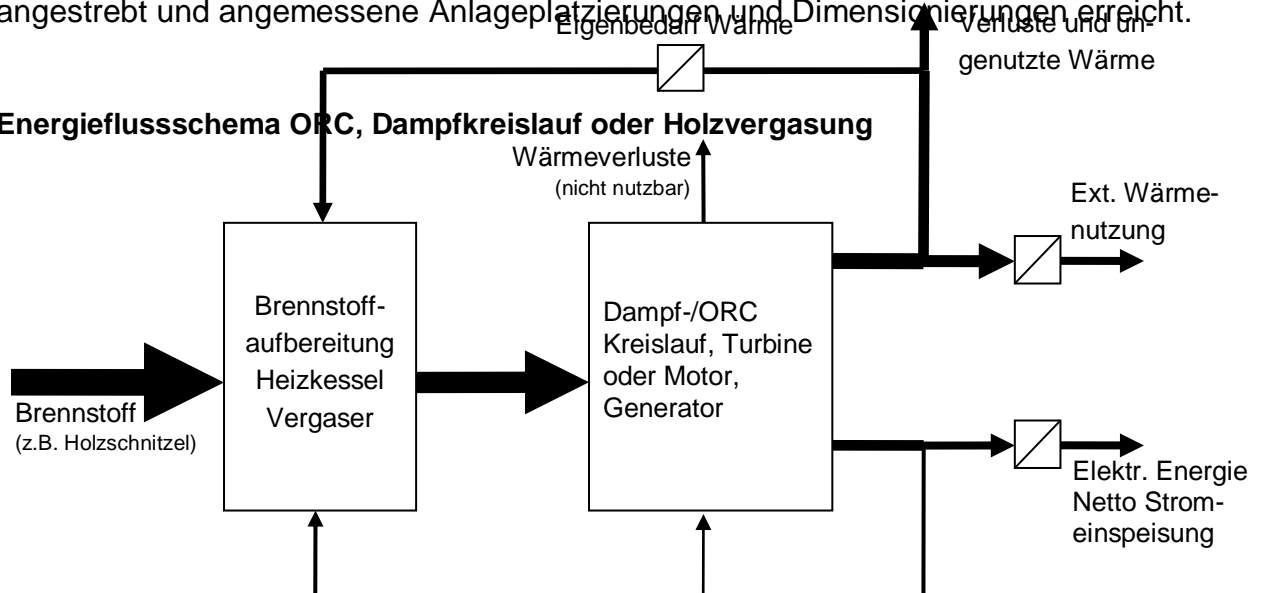 angestrebt und angemessene Anlageplatzierungen und Dimensionierungen erreicht.
Eigenbedarf Wärme
Verluste und un-
genutzte Wärme
Energieflussschema ORC, Dampfkreislauf oder Holzvergasung
Wärmeverluste
(nicht nutzbar)
Ext. Wärme-
nutzung
Brennstoff-
aufbereitung
Heizkessel
Vergaser
Dampf-/ORC
Kreislauf, Turbine
oder Motor,
Generator
Brennstoff
(z.B. Holzschnitzel)
Elektr. Energie
Netto Strom-
einspeisung